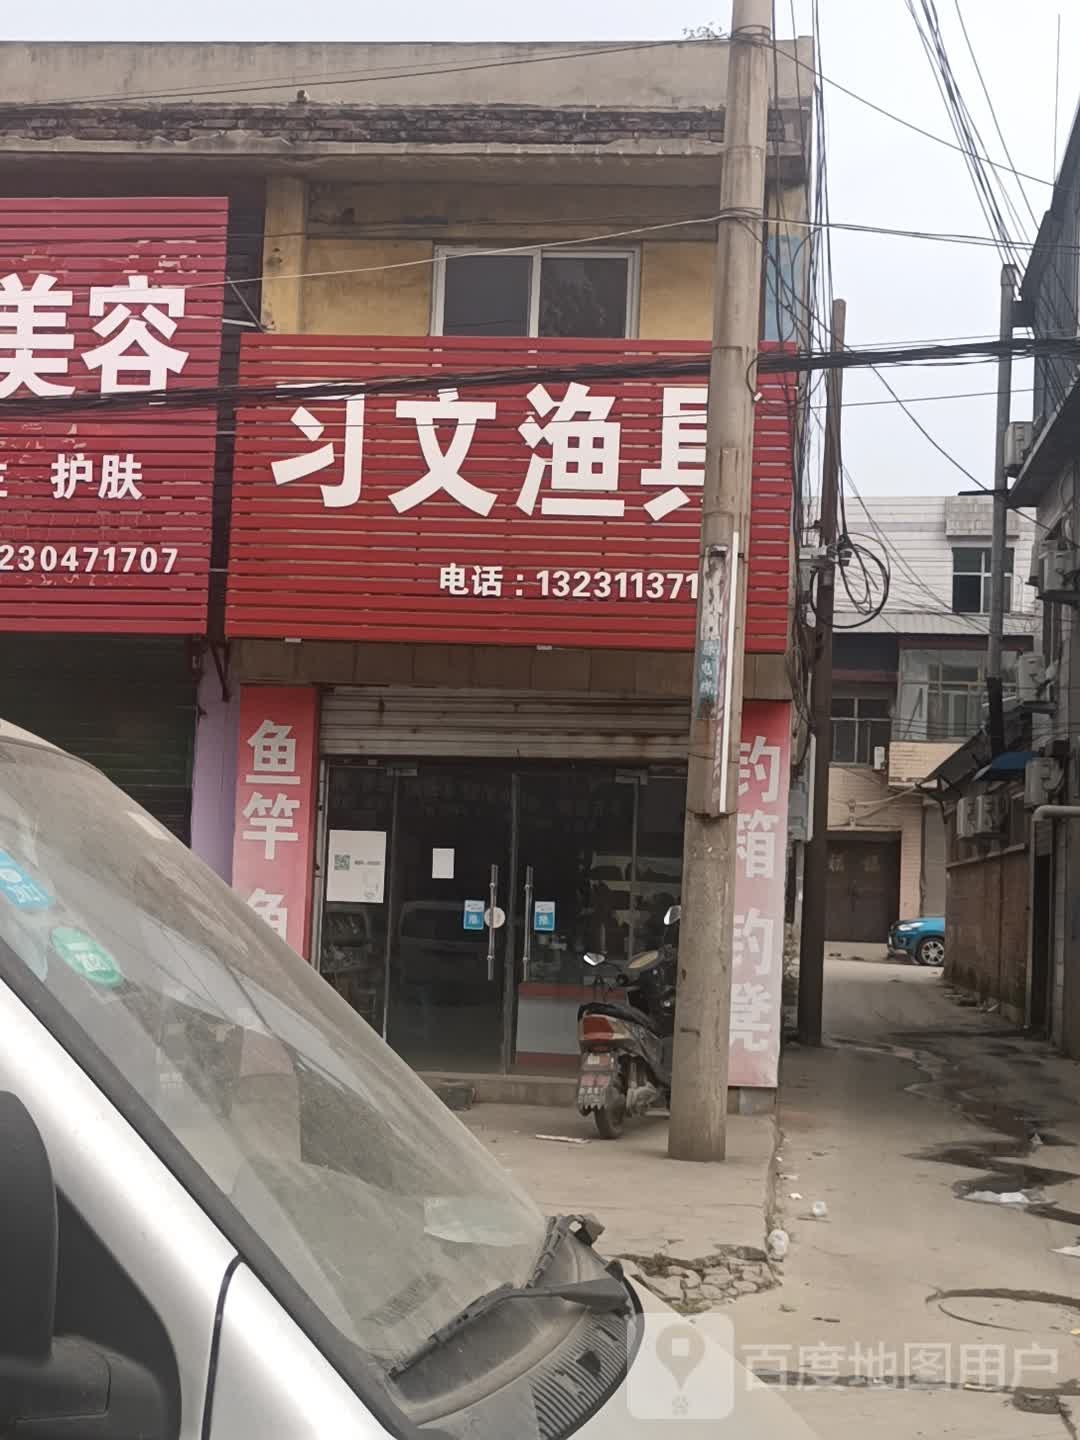 美容
护肤
230471707
习文渔具
电话：132311371
鱼竿
钓箱 钓凳
百度地图用户